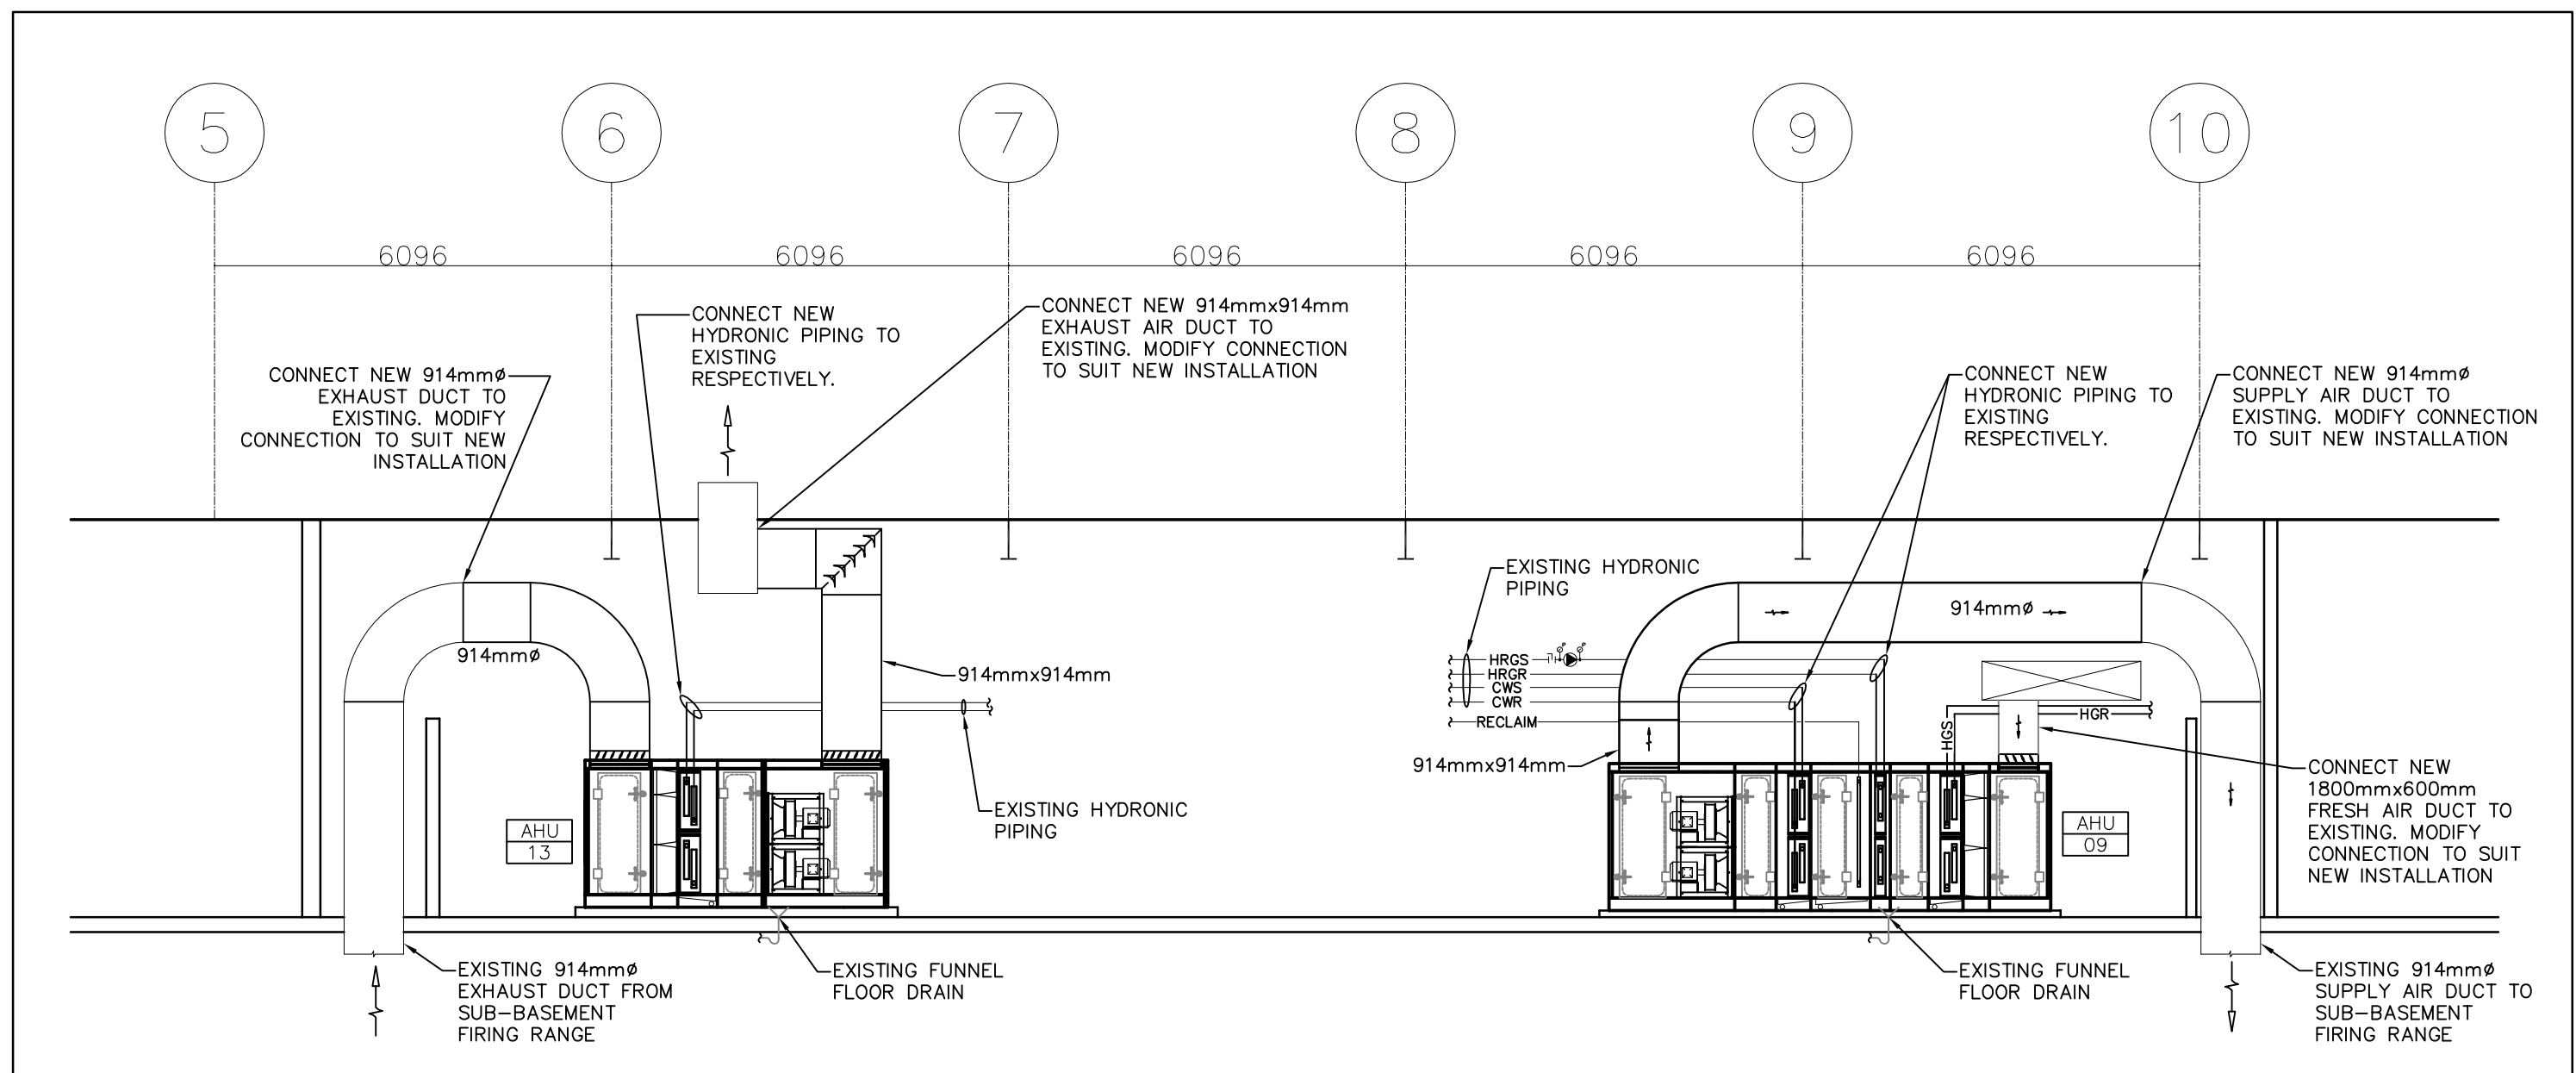 5
6
7
8
9
10
6096
6096
6096
6096
6096
CONNECT NEW 914mmø
EXHAUST DUCT TO
EXISTING. MODIFY
CONNECTION TO SUIT NEW
INSTALLATION
CONNECT NEW
HYDRONIC PIPING TO
EXISTING
RESPECTIVELY.
CONNECT NEW 914mmx914mm
EXHAUST AIR DUCT TO
EXISTING. MODIFY CONNECTION
TO SUIT NEW INSTALLATION
CONNECT NEW
HYDRONIC PIPING TO
EXISTING
RESPECTIVELY.
CONNECT NEW 914mmø
SUPPLY AIR DUCT TO
EXISTING. MODIFY CONNECTION
TO SUIT NEW INSTALLATION
914mmø
914mmx914mm
EXISTING HYDRONIC
PIPING
AHU
13
EXISTING HYDRONIC
PIPING
HRGS
HRGR
CWS
CWR
RECLAIM
914mmø
914mmx914mm
HGS
HGR
AHU
09
CONNECT NEW
1800mmx600mm
FRESH AIR DUCT TO
EXISTING. MODIFY
CONNECTION TO SUIT
NEW INSTALLATION
EXISTING 914mmø
EXHAUST DUCT FROM
SUB-BASEMENT
FIRING RANGE
EXISTING FUNNEL
FLOOR DRAIN
EXISTING FUNNEL
FLOOR DRAIN
EXISTING 914mmø
SUPPLY AIR DUCT TO
SUB-BASEMENT
FIRING RANGE